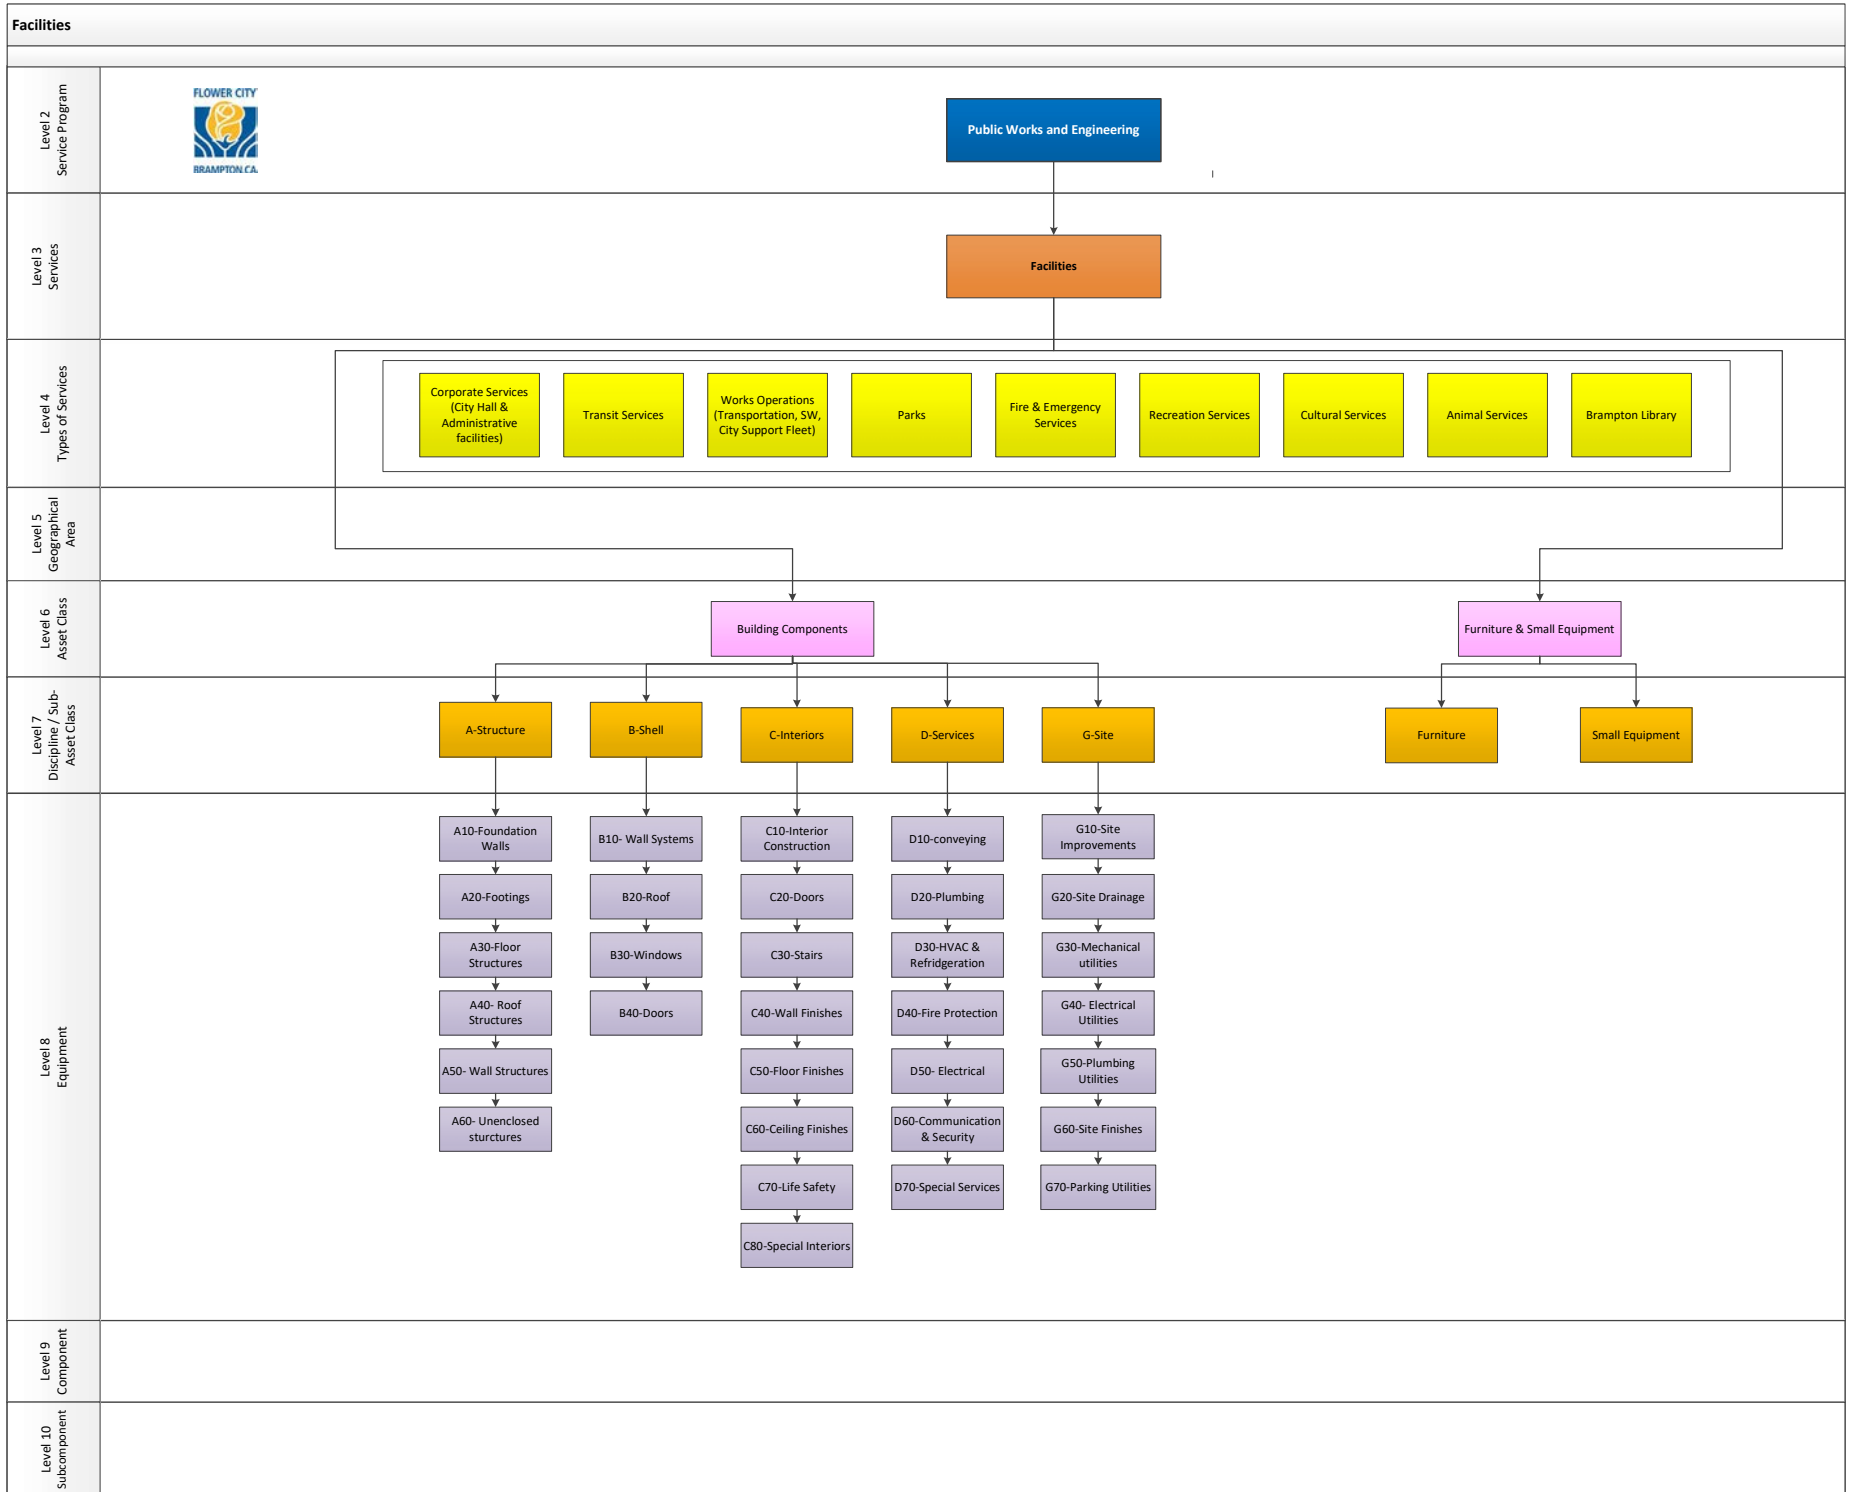 Facilities
Level 2
Service Program
FLOWER CITY
BRAMPTON.CA
Public Works and Engineering
Level 3
Services
Facilities
Level 4
Types of Services
Corporate Services
(City Hall &
Administrative
facilities)
Transit Services
Works Operations
(Transportation, SW,
City Support Fleet)
Parks
Fire & Emergency
Services
Recreation Services
Cultural Services
Animal Services
Brampton Library
Level 5
Geographical
Area
Level 6
Asset Class
Building Components
Furniture & Small Equipment
Level 7
Discipline / Sub-
Asset Class
A-Structure
B-Shell
C-Interiors
D-Services
G-Site
Furniture
Small Equipment
Level 8
Equipment
A10-Foundation
Walls
A20-Footings
A30-Floor
Structures
A40- Roof
Structures
A50- Wall Structures
A60- Unenclosed
sturctures
B10- Wall Systems
B20-Roof
B30-Windows
B40-Doors
C10-Interior
Construction
C20-Doors
C30-Stairs
C40-Wall Finishes
C50-Floor Finishes
C60-Ceiling Finishes
C70-Life Safety
C80-Special Interiors
D10-conveying
D20-Plumbing
D30-HVAC &
Refridgeration
D40-Fire Protection
D50- Electrical
D60-Communication
& Security
D70-Special Services
G10-Site
Improvements
G20-Site Drainage
G30-Mechanical
utilities
G40- Electrical
Utilities
G50-Plumbing
Utilities
G60-Site Finishes
G70-Parking Utilities
Level 9
Component
Level 10
Subcomponent